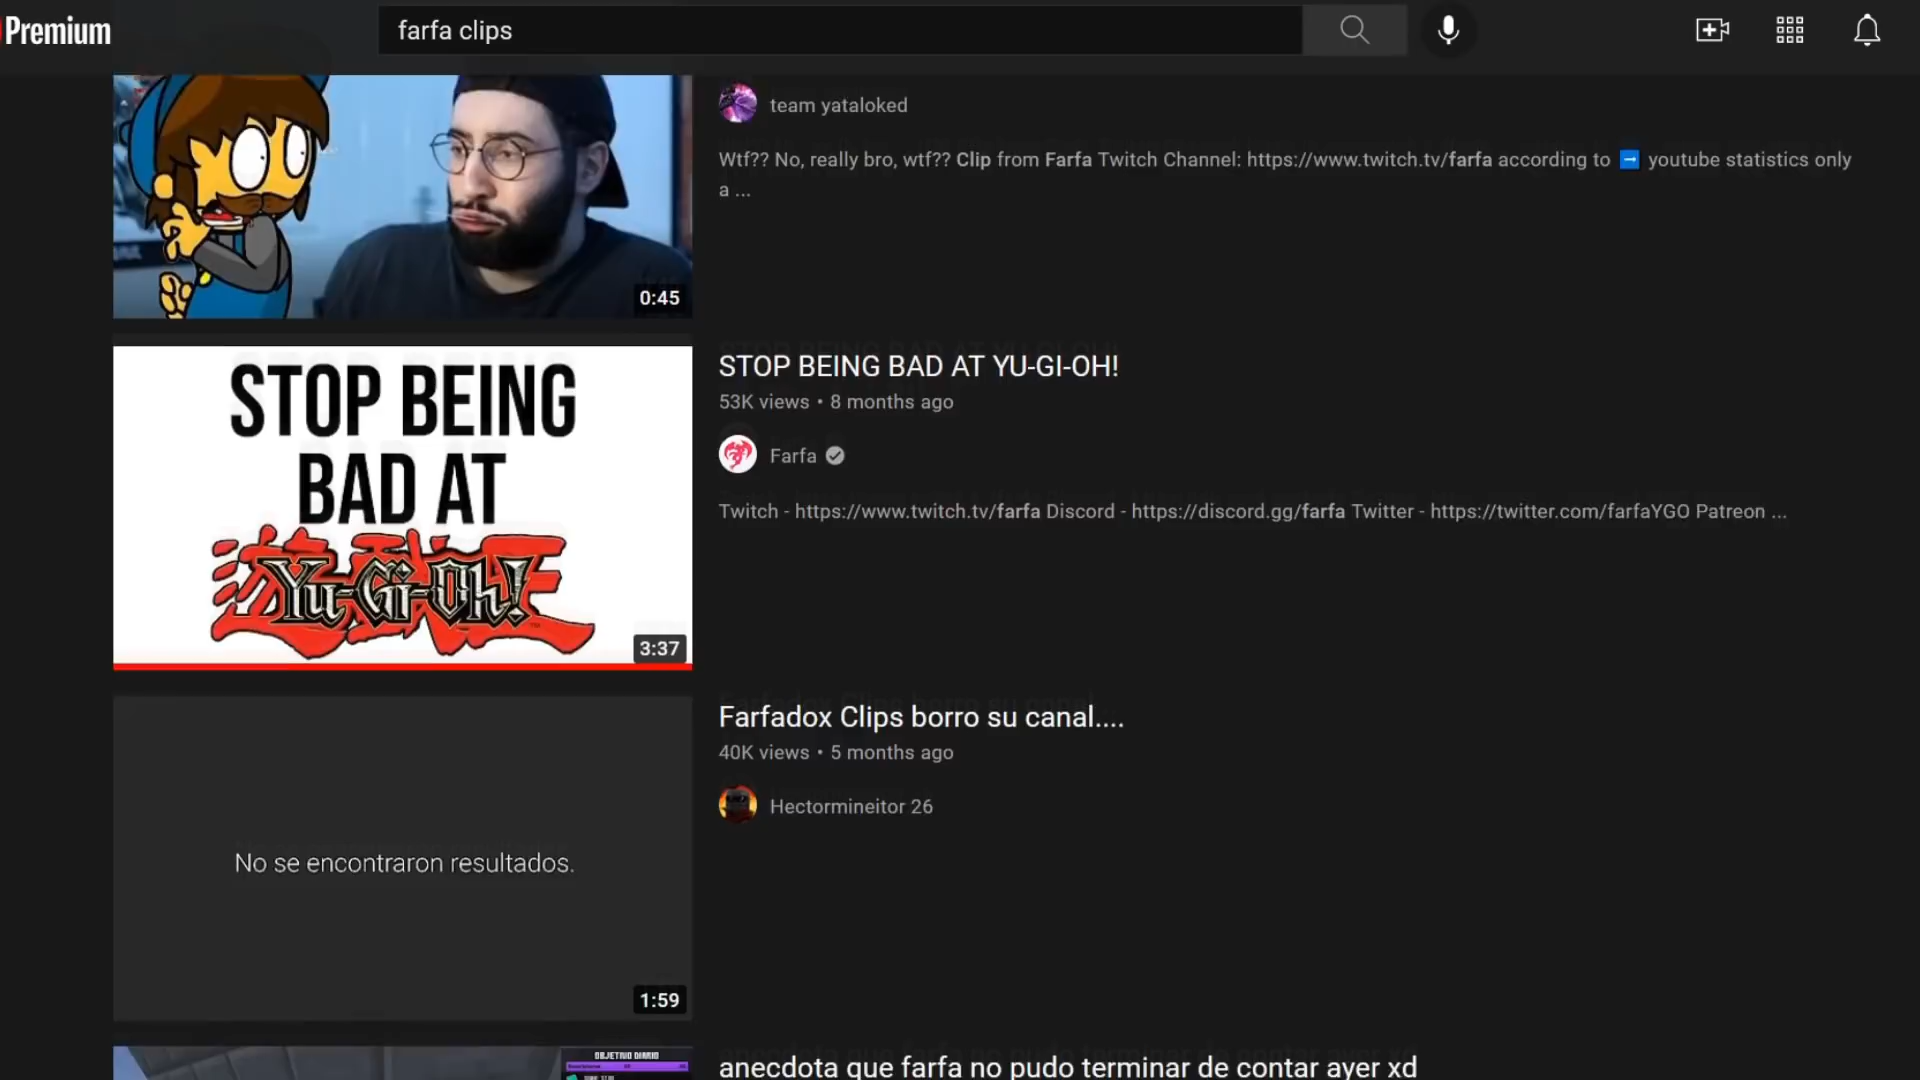 Premium
farfa clips
team yataloked
Wtf?? No, really bro, wtf?? Clip from Farfa Twitch Channel: https://www.twitch.tv/farfa according to ➡ youtube statistics only
a ...
0:45
STOP BEING
BAD AT
Yu-Gi-Oh!
3:37
STOP BEING BAD AT YU-GI-OH!
53K views • 8 months ago
Farfa
Twitch - https://www.twitch.tv/farfa Discord - https://discord.gg/farfa Twitter - https://twitter.com/farfaYGO Patreon ...
No se encontraron resultados.
1:59
Farfadox Clips borro su canal....
40K views • 5 months ago
Hectormineitor 26
OBJETIVO DIARIO
anecdota que farfa no pudo terminar de contar ayer xd